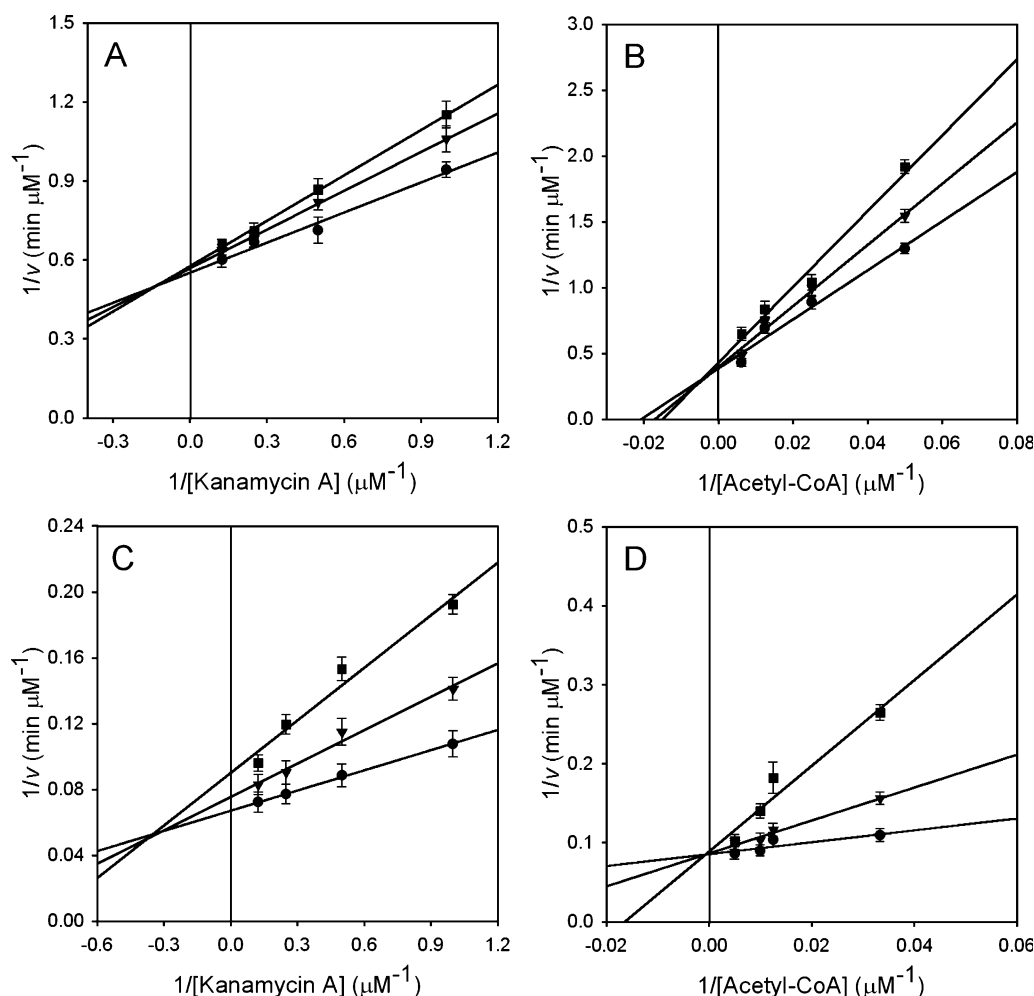 A
1.5
1.2
0.9
0.6
0.3
0.0
1/v (min μM⁻¹)
-0.3 0.0 0.3 0.6 0.9 1.2
1/[Kanamycin A] (μM⁻¹)
B
3.0
2.5
2.0
1.5
1.0
0.5
0.0
1/v (min μM⁻¹)
-0.02 0.00 0.02 0.04 0.06 0.08
1/[Acetyl-CoA] (μM⁻¹)
C
0.24
0.20
0.16
0.12
0.08
0.04
0.00
1/v (min μM⁻¹)
-0.6 -0.3 0.0 0.3 0.6 0.9 1.2
1/[Kanamycin A] (μM⁻¹)
D
0.5
0.4
0.3
0.2
0.1
0.0
1/v (min μM⁻¹)
-0.02 0.00 0.02 0.04 0.06
1/[Acetyl-CoA] (μM⁻¹)